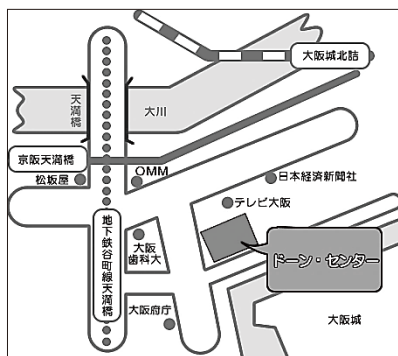 大阪城北詰
天満橋
大川
京阪天満橋
松坂屋
OMM
日本経済新聞社
テレビ大阪
地下鉄谷町線天満橋
大阪
歯科大
ドーン・センター
大阪府庁
大阪城